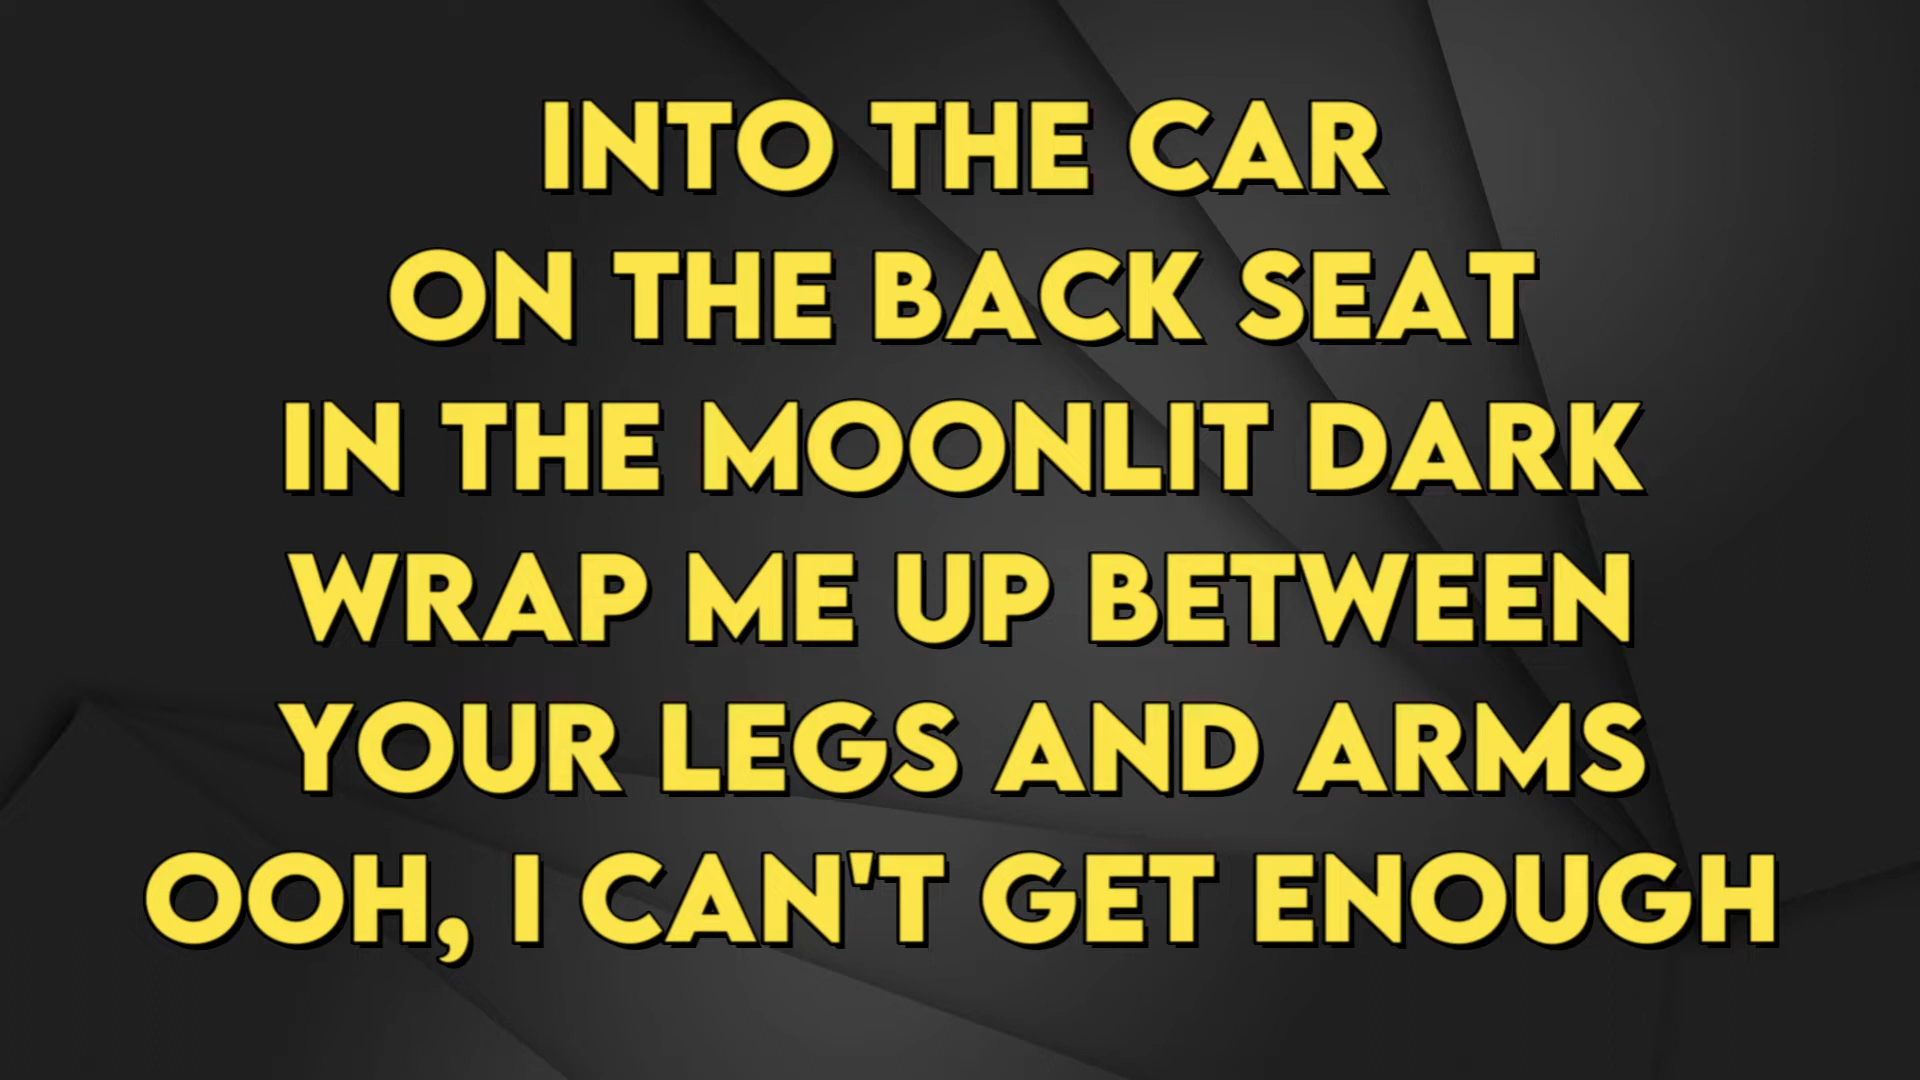 INTO THE CAR
ON THE BACK SEAT
IN THE MOONLIT DARK
WRAP ME UP BETWEEN
YOUR LEGS AND ARMS
OOH, I CAN'T GET ENOUGH